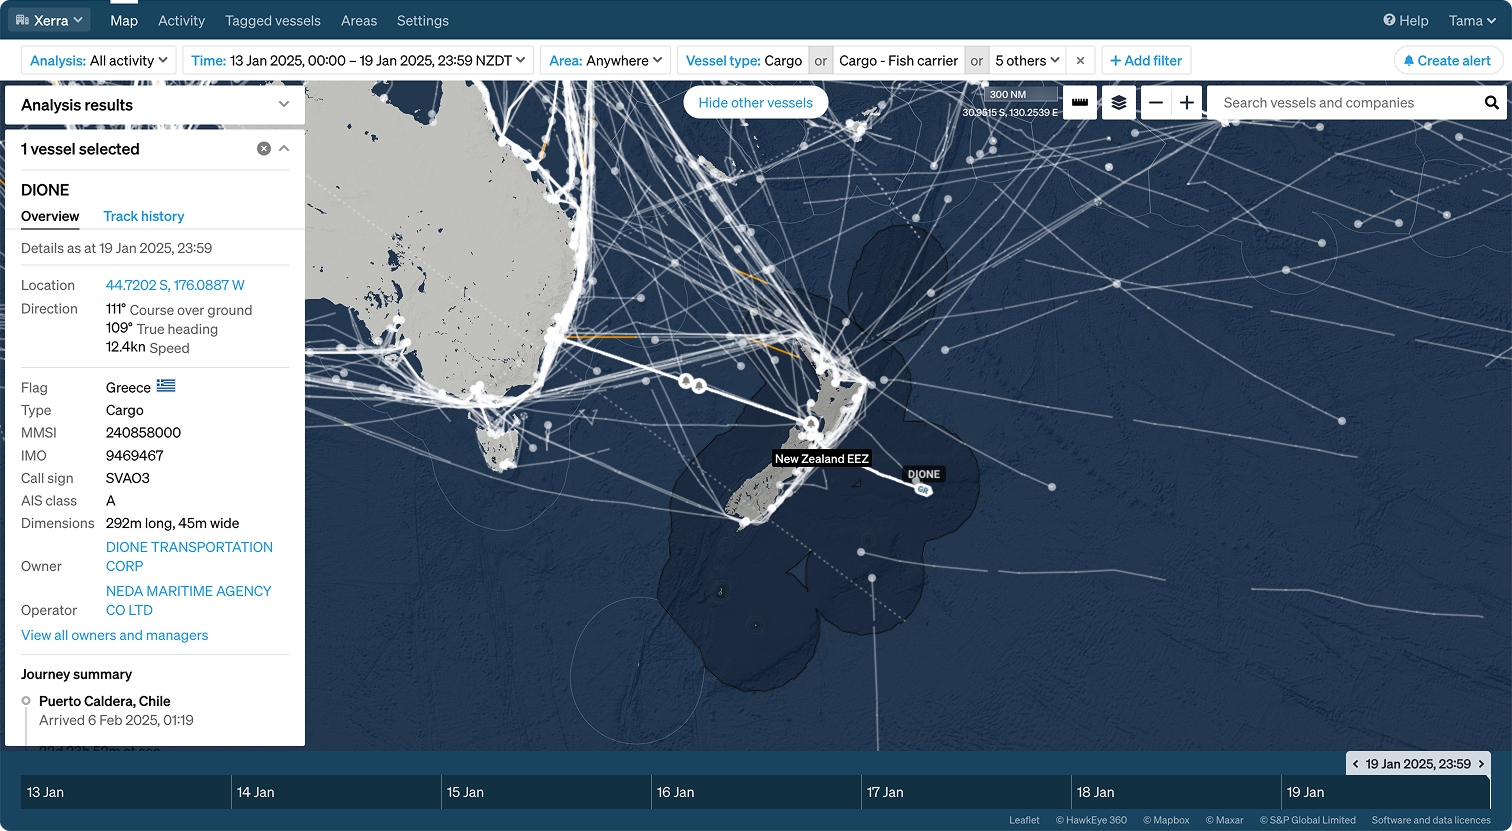 Xerra
Map
Activity
Tagged vessels
Areas
Settings
Help
Tama
Analysis: All activity
Time: 13 Jan 2025, 00:00 – 19 Jan 2025, 23:59 NZDT
Area: Anywhere
Vessel type: Cargo or Cargo - Fish carrier or 5 others
+ Add filter
Create alert
Analysis results
Hide other vessels
300 NM
30.9515 S, 130.2539 E
Search vessels and companies
1 vessel selected
DIONE
Overview
Track history
Details as at 19 Jan 2025, 23:59
Location 44.7202 S, 176.0887 W
Direction 111° Course over ground
109° True heading
12.4kn Speed
Flag Greece
Type Cargo
MMSI 240858000
IMO 9469467
Call sign SVAO3
AIS class A
Dimensions 292m long, 45m wide
Owner DIONE TRANSPORTATION
CORP
Operator NEDA MARITIME AGENCY
CO LTD
View all owners and managers
Journey summary
Puerto Caldera, Chile
Arrived 6 Feb 2025, 01:19
22d 23h 52m at sea
New Zealand EEZ
DIONE
GR
19 Jan 2025, 23:59
13 Jan
14 Jan
15 Jan
16 Jan
17 Jan
18 Jan
19 Jan
Leaflet
© HawkEye 360
© Mapbox
© Maxar
© S&P Global Limited
Software and data licences